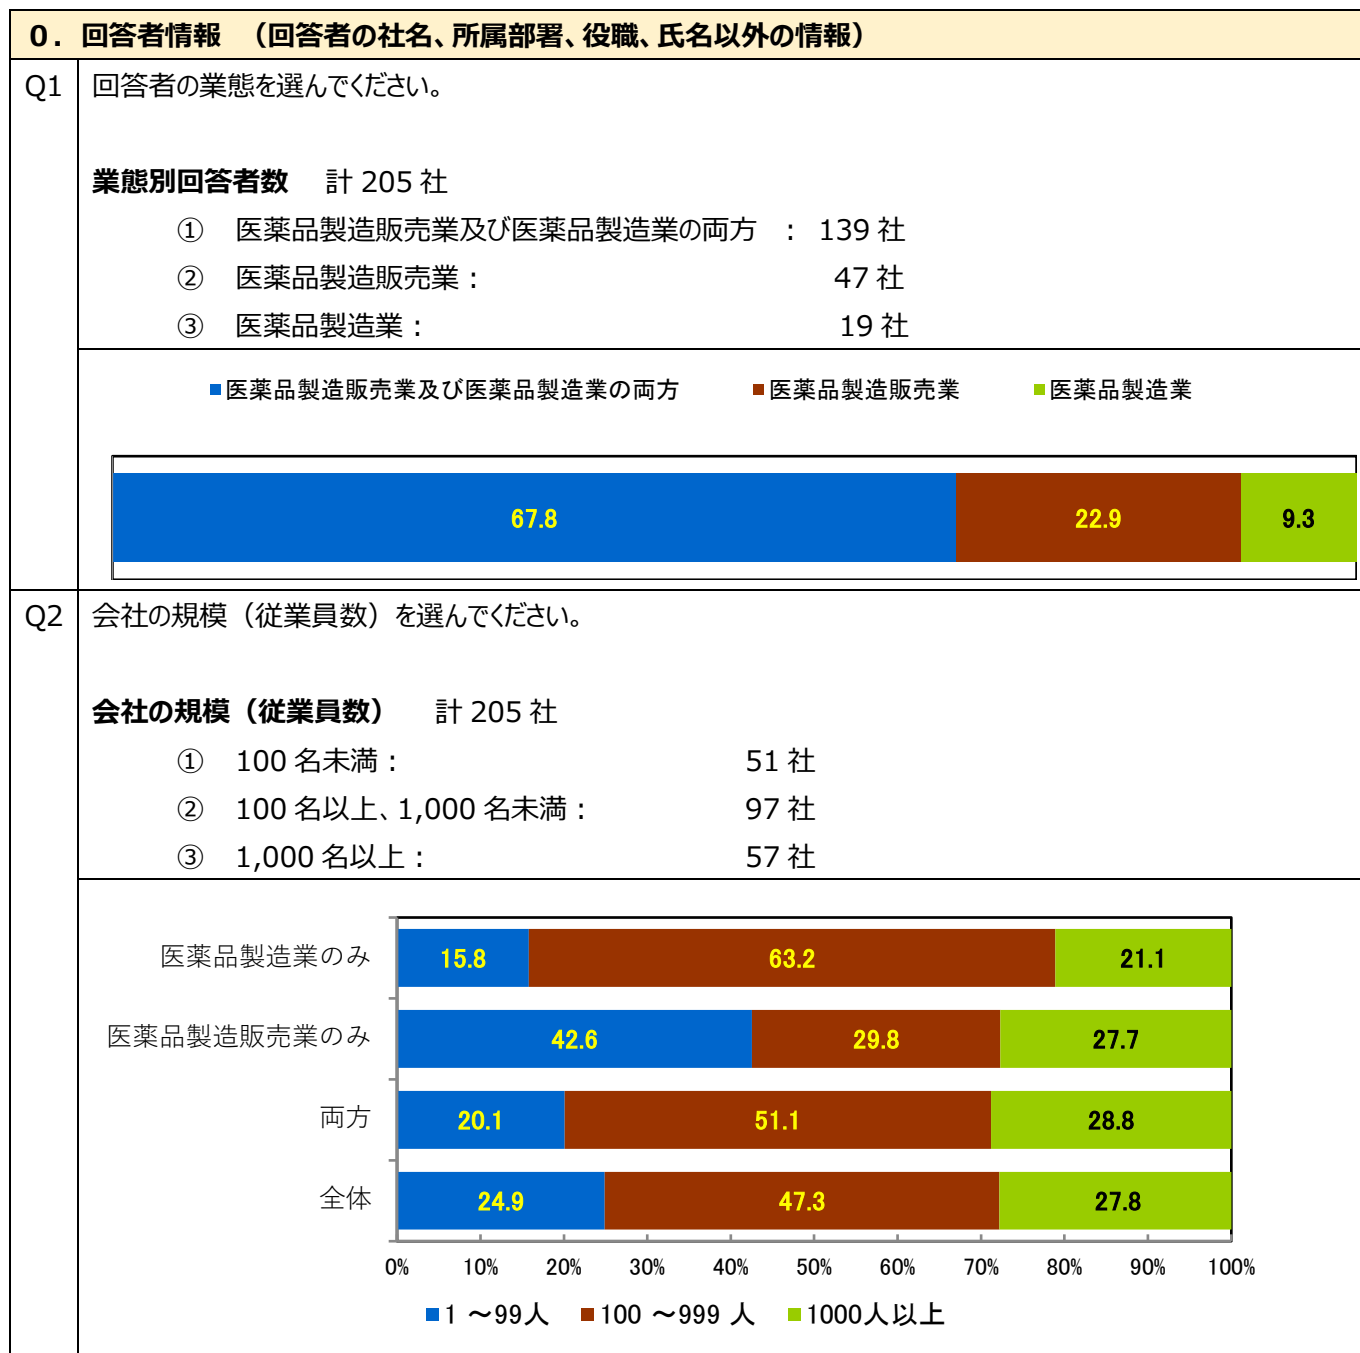 0. 回答者情報 （回答者の社名、所属部署、役職、氏名以外の情報）
Q1 回答者の業態を選んでください。
業態別回答者数 計 205 社
① 医薬品製造販売業及び医薬品製造業の両方 ： 139 社
② 医薬品製造販売業： 47 社
③ 医薬品製造業： 19 社
■医薬品製造販売業及び医薬品製造業の両方 ■医薬品製造販売業 ■医薬品製造業
67.8 22.9 9.3
Q2 会社の規模（従業員数）を選んでください。
会社の規模（従業員数） 計 205 社
① 100 名未満： 51 社
② 100 名以上、1,000 名未満： 97 社
③ 1,000 名以上： 57 社
医薬品製造業のみ 15.8 63.2 21.1
医薬品製造販売業のみ 42.6 29.8 27.7
両方 20.1 51.1 28.8
全体 24.9 47.3 27.8
0% 10% 20% 30% 40% 50% 60% 70% 80% 90% 100%
■1 ～99人 ■100 ～999 人 ■1000人以上